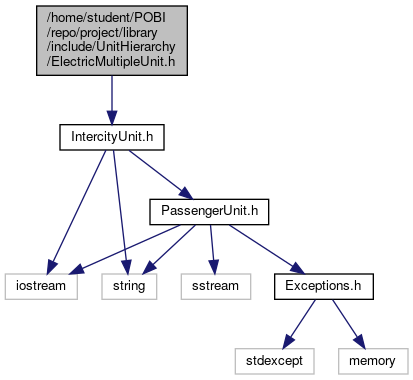 /home/student/POBI
/repo/project/library
/include/UnitHierarchy
/ElectricMultipleUnit.h
IntercityUnit.h
PassengerUnit.h
iostream
string
sstream
Exceptions.h
stdexcept
memory